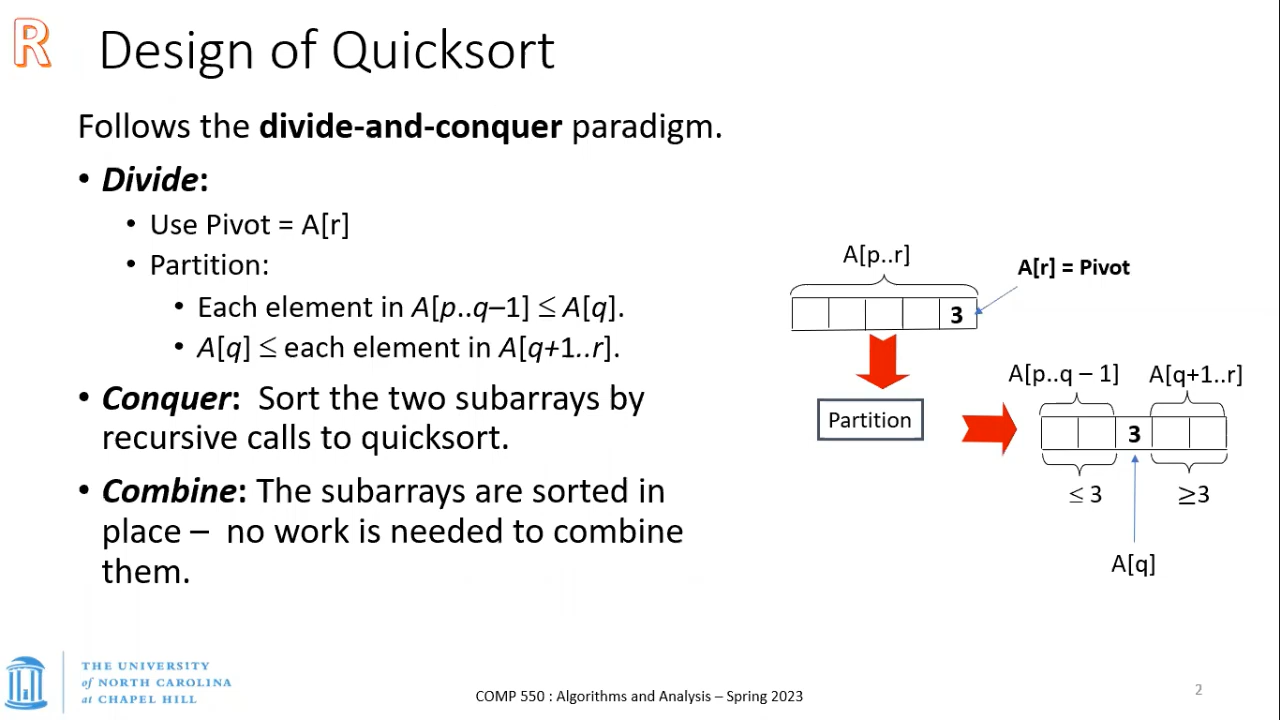 R
Design of Quicksort
Follows the divide-and-conquer paradigm.
• Divide:
• Use Pivot = A[r]
• Partition:
• Each element in A[p..q–1] ≤ A[q].
• A[q] ≤ each element in A[q+1..r].
• Conquer: Sort the two subarrays by
recursive calls to quicksort.
• Combine: The subarrays are sorted in
place – no work is needed to combine
them.
A[p..r]
A[r] = Pivot
3
Partition
A[p..q – 1]
A[q+1..r]
3
≤ 3
≥3
A[q]
THE UNIVERSITY
of NORTH CAROLINA
at CHAPEL HILL
COMP 550 : Algorithms and Analysis – Spring 2023
2